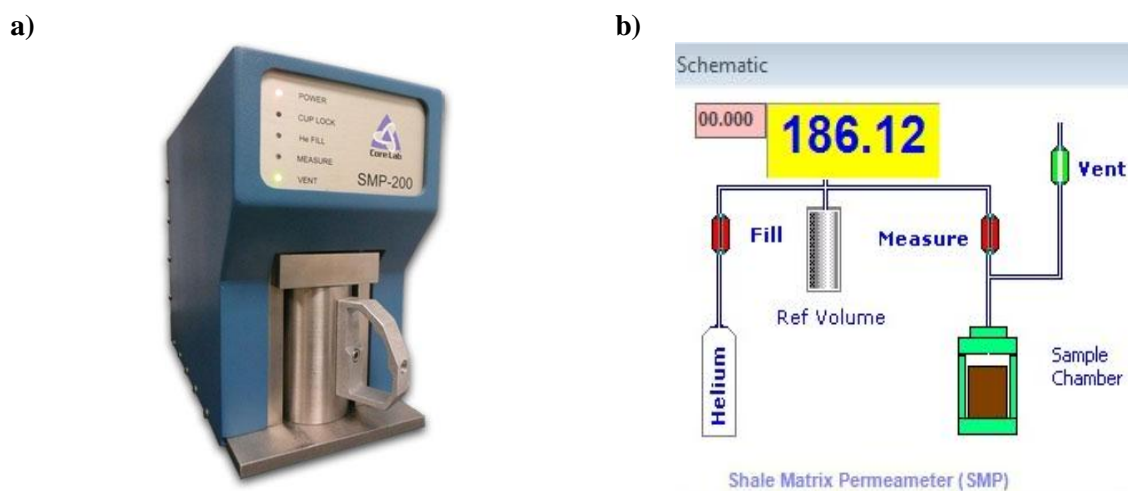 a)
POWER
CUP LOCK
He FILL
MEASURE
VENT
Core Lab
SMP-200
b)
Schematic
00.000
186.12
Vent
Fill
Measure
Ref Volume
Helium
Sample
Chamber
Shale Matrix Permeameter (SMP)